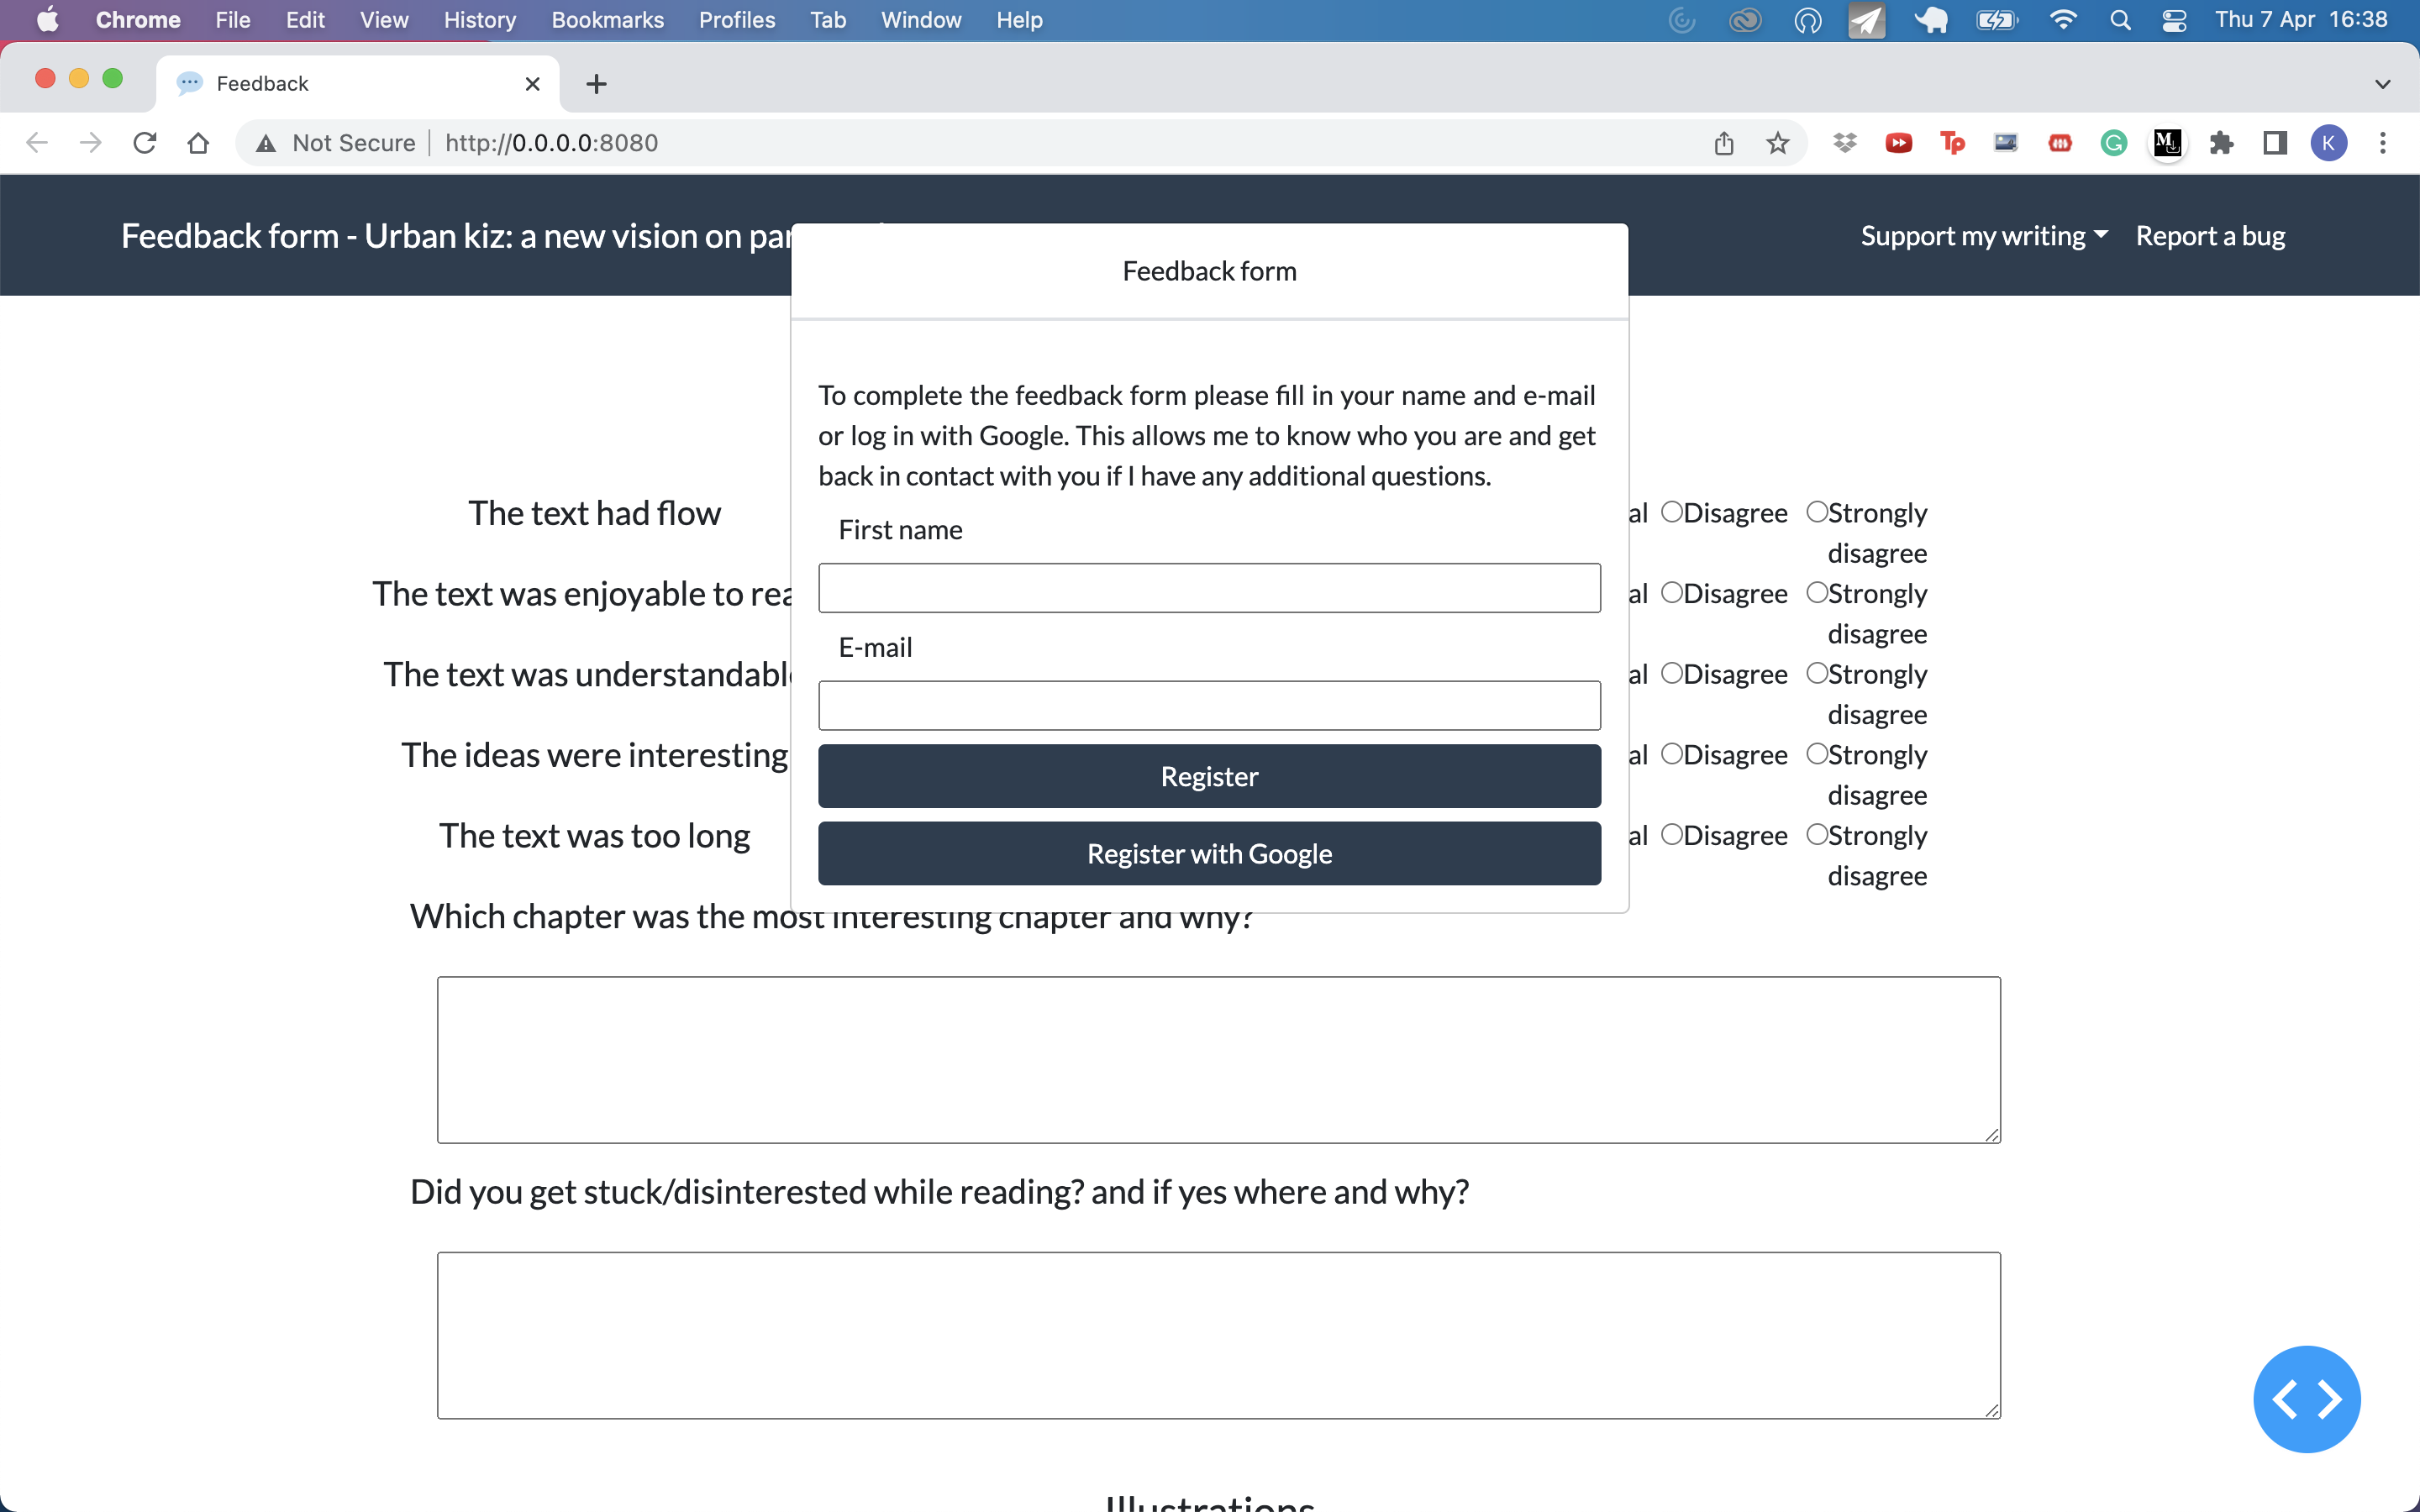 Chrome File Edit View History Bookmarks Profiles Tab Window Help Thu 7 Apr 16:38
Feedback
Not Secure http://0.0.0.0:8080 K
Feedback form - Urban kiz: a new vision on
Support my writing Report a bug
Feedback form
To complete the feedback form please fill in your name and e-mail
or log in with Google. This allows me to know who you are and get
back in contact with you if I have any additional questions.
First name
E-mail
Register
Register with Google
The text had flow
al Disagree Strongly
disagree
The text was enjoyable to
al Disagree Strongly
disagree
The text was
al Disagree Strongly
disagree
The ideas were interesting
al Disagree Strongly
disagree
The text was too long
al Disagree Strongly
disagree
Which chapter was the most interesting chapter and why?
Did you get stuck/disinterested while reading? and if yes where and why?
Illustrations